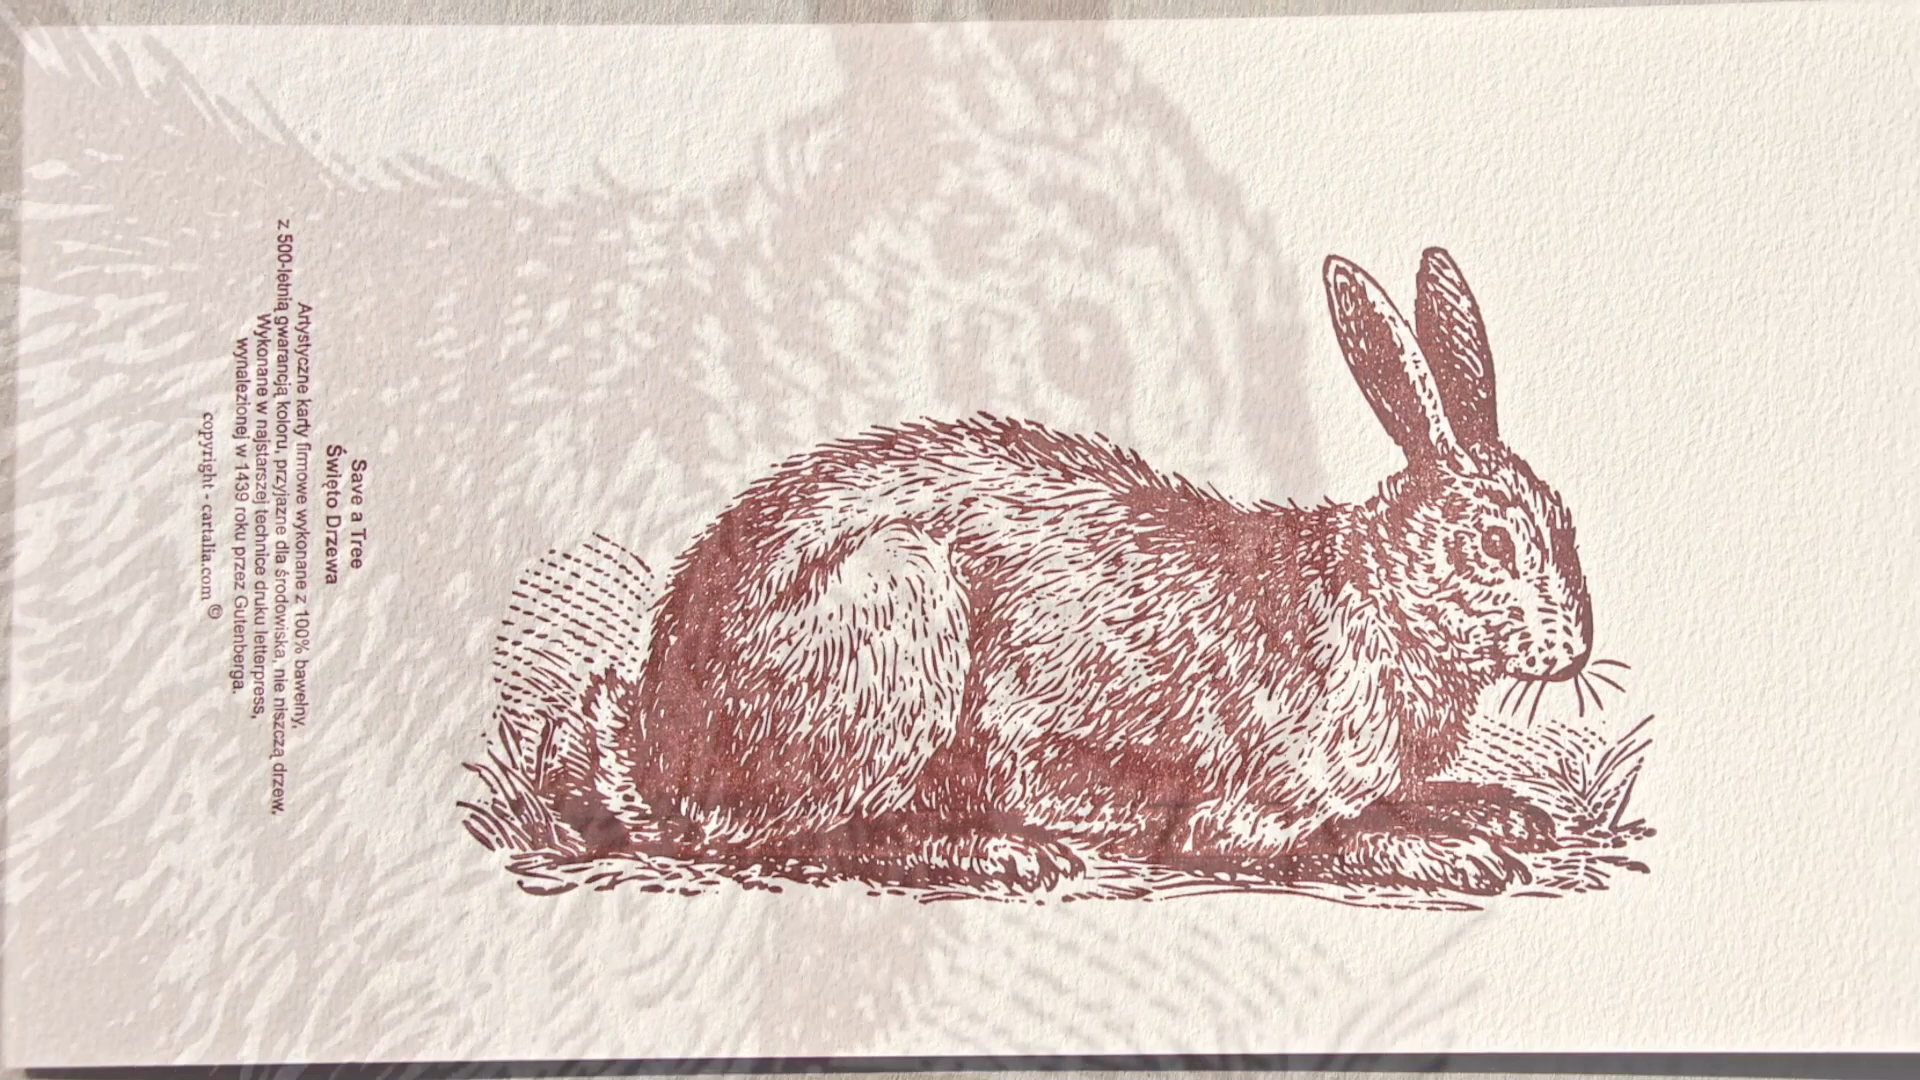 Save a Tree
Święto Drzewa
Artystyczne karty firmowe wykonane z 100% bawełny,
z 500-letnią gwarancją koloru, przyjazne dla środowiska, nie niszczą drzew.
Wykonane w najstarszej technice druku letterpress,
wynalezionej w 1439 roku przez Gutenberga.
copyright - cartalia.com ©